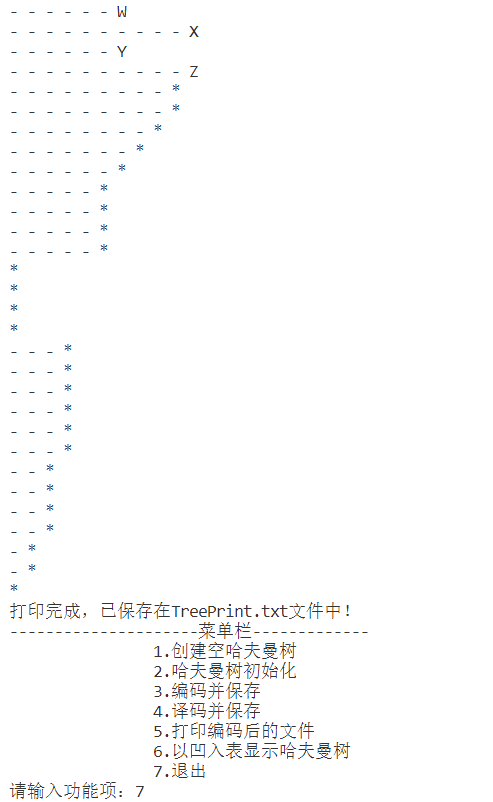 - - - - - - W
- - - - - - - - - - X
- - - - - - Y
- - - - - - - - - - Z
- - - - - - - - - *
- - - - - - - - - *
- - - - - - - - *
- - - - - - - *
- - - - - - *
- - - - - *
- - - - - *
- - - - - *
- - - - - *
*
*
*
*
- - - *
- - - *
- - - *
- - - *
- - - *
- - - *
- - *
- - *
- - *
- - *
- *
- *
*
打印完成，已保存在TreePrint.txt文件中！
---------------------菜单栏-------------
1.创建空哈夫曼树
2.哈夫曼树初始化
3.编码并保存
4.译码并保存
5.打印编码后的文件
6.以凹入表显示哈夫曼树
7.退出
请输入功能项：7